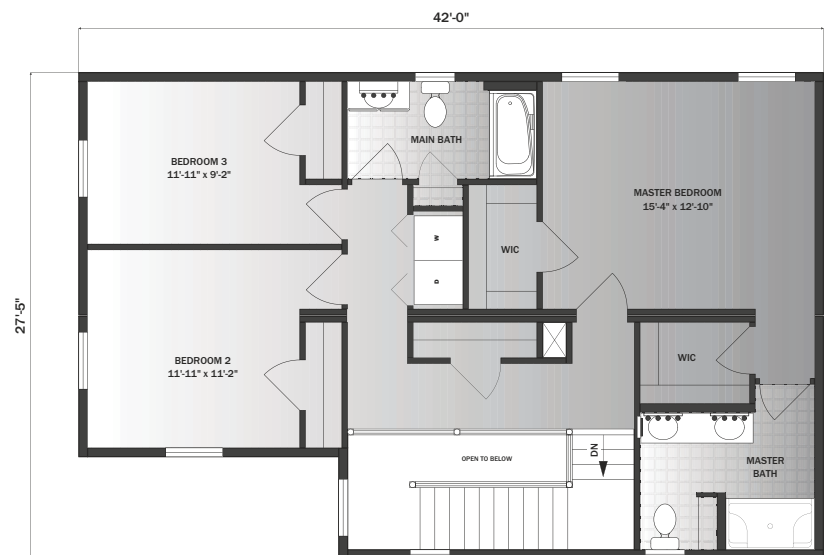 42'-0"
27'-5"
BEDROOM 3
11'-11" x 9'-2"
MAIN BATH
W
D
WIC
MASTER BEDROOM
15'-4" x 12'-10"
BEDROOM 2
11'-11" x 11'-2"
WIC
OPEN TO BELOW
DN
MASTER
BATH